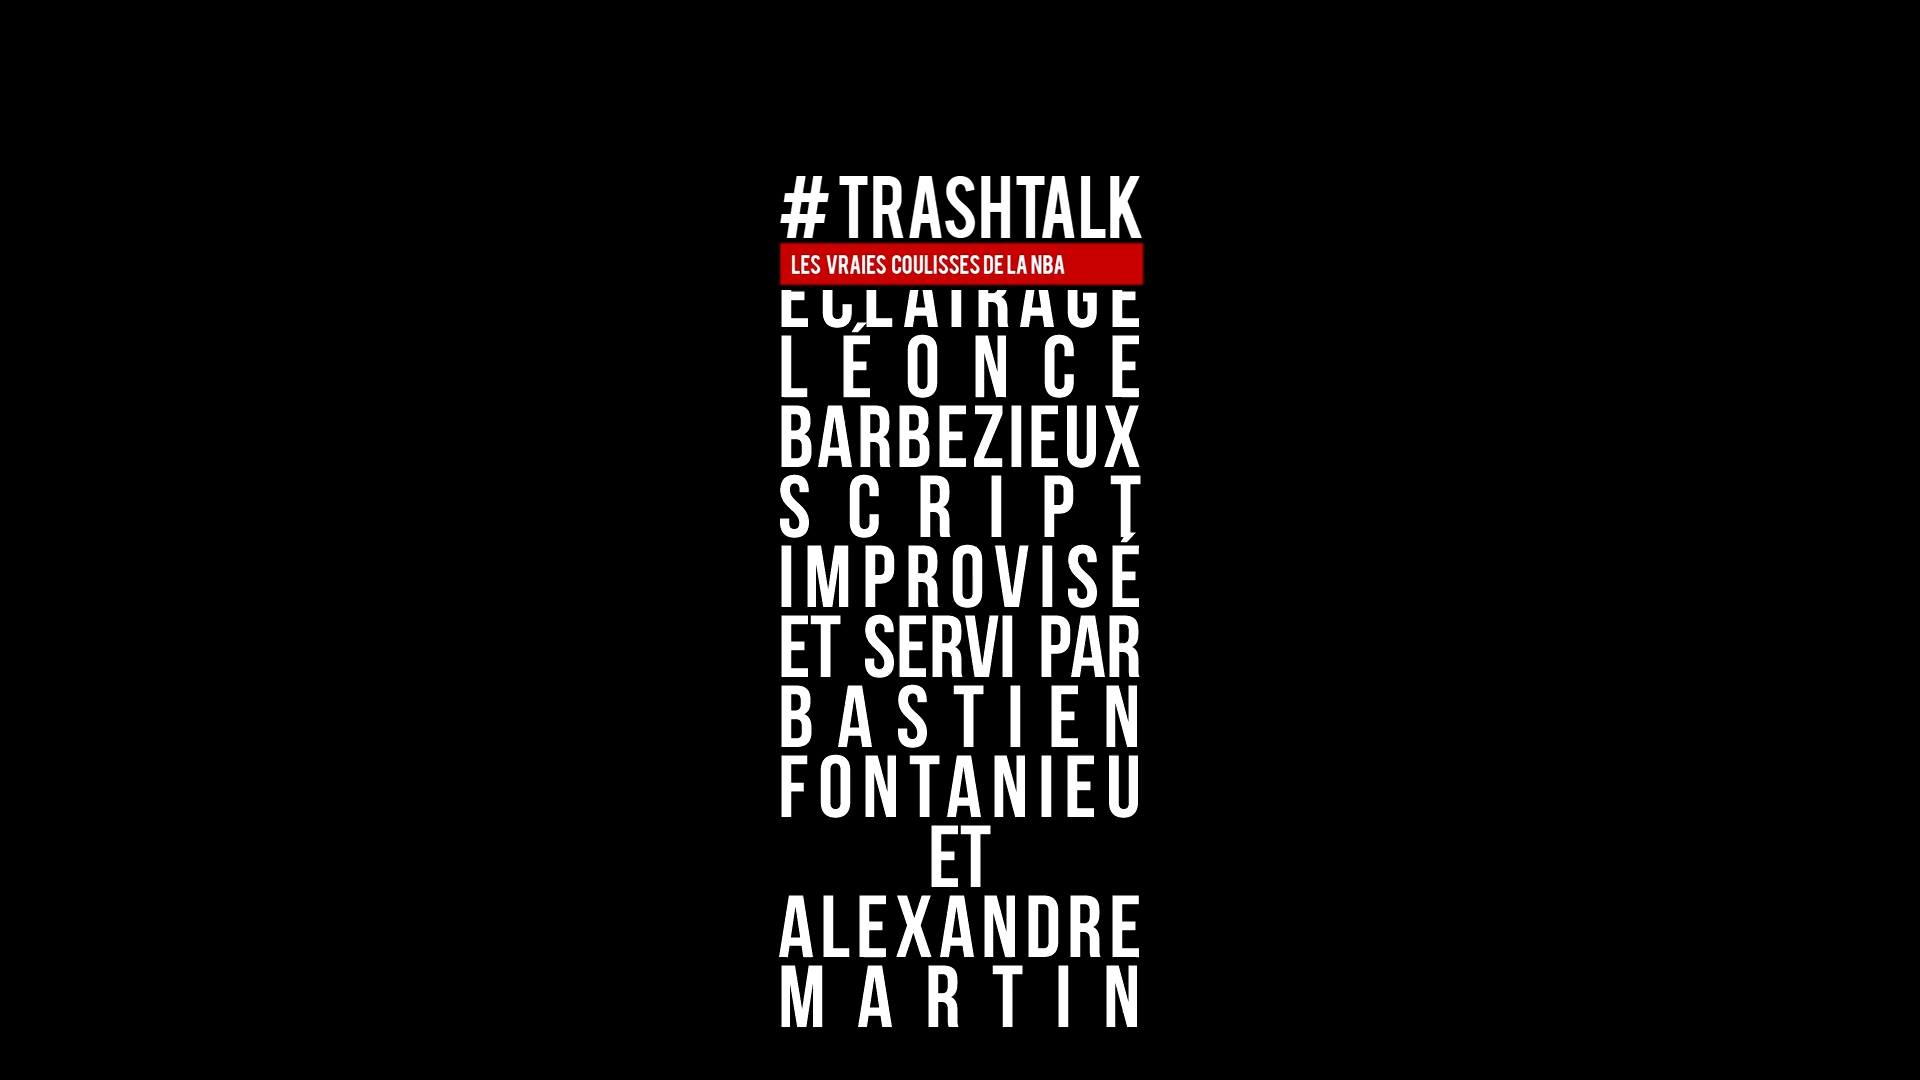 #TRASHTALK
LES VRAIES COULISSES DE LA NBA
ECLAIRAGE
LÉONCE
BARBEZIEUX
SCRIPT
IMPROVISÉ
ET SERVI PAR
BASTIEN
FONTANIEU
ET
ALEXANDRE
MARTIN